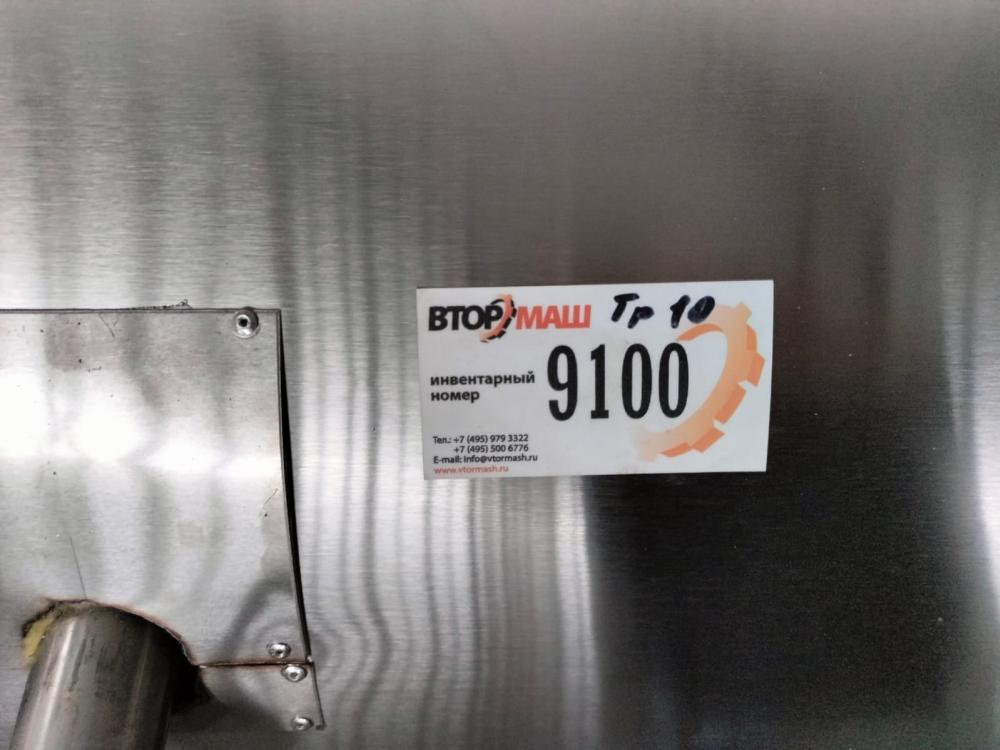 ВТОРМАШ Тр 10
инвентарный
номер
9100
Тел.: +7 (495) 979 3322
+7 (495) 500 6776
E-mail: info@vtormash.ru
www.vtormash.ru